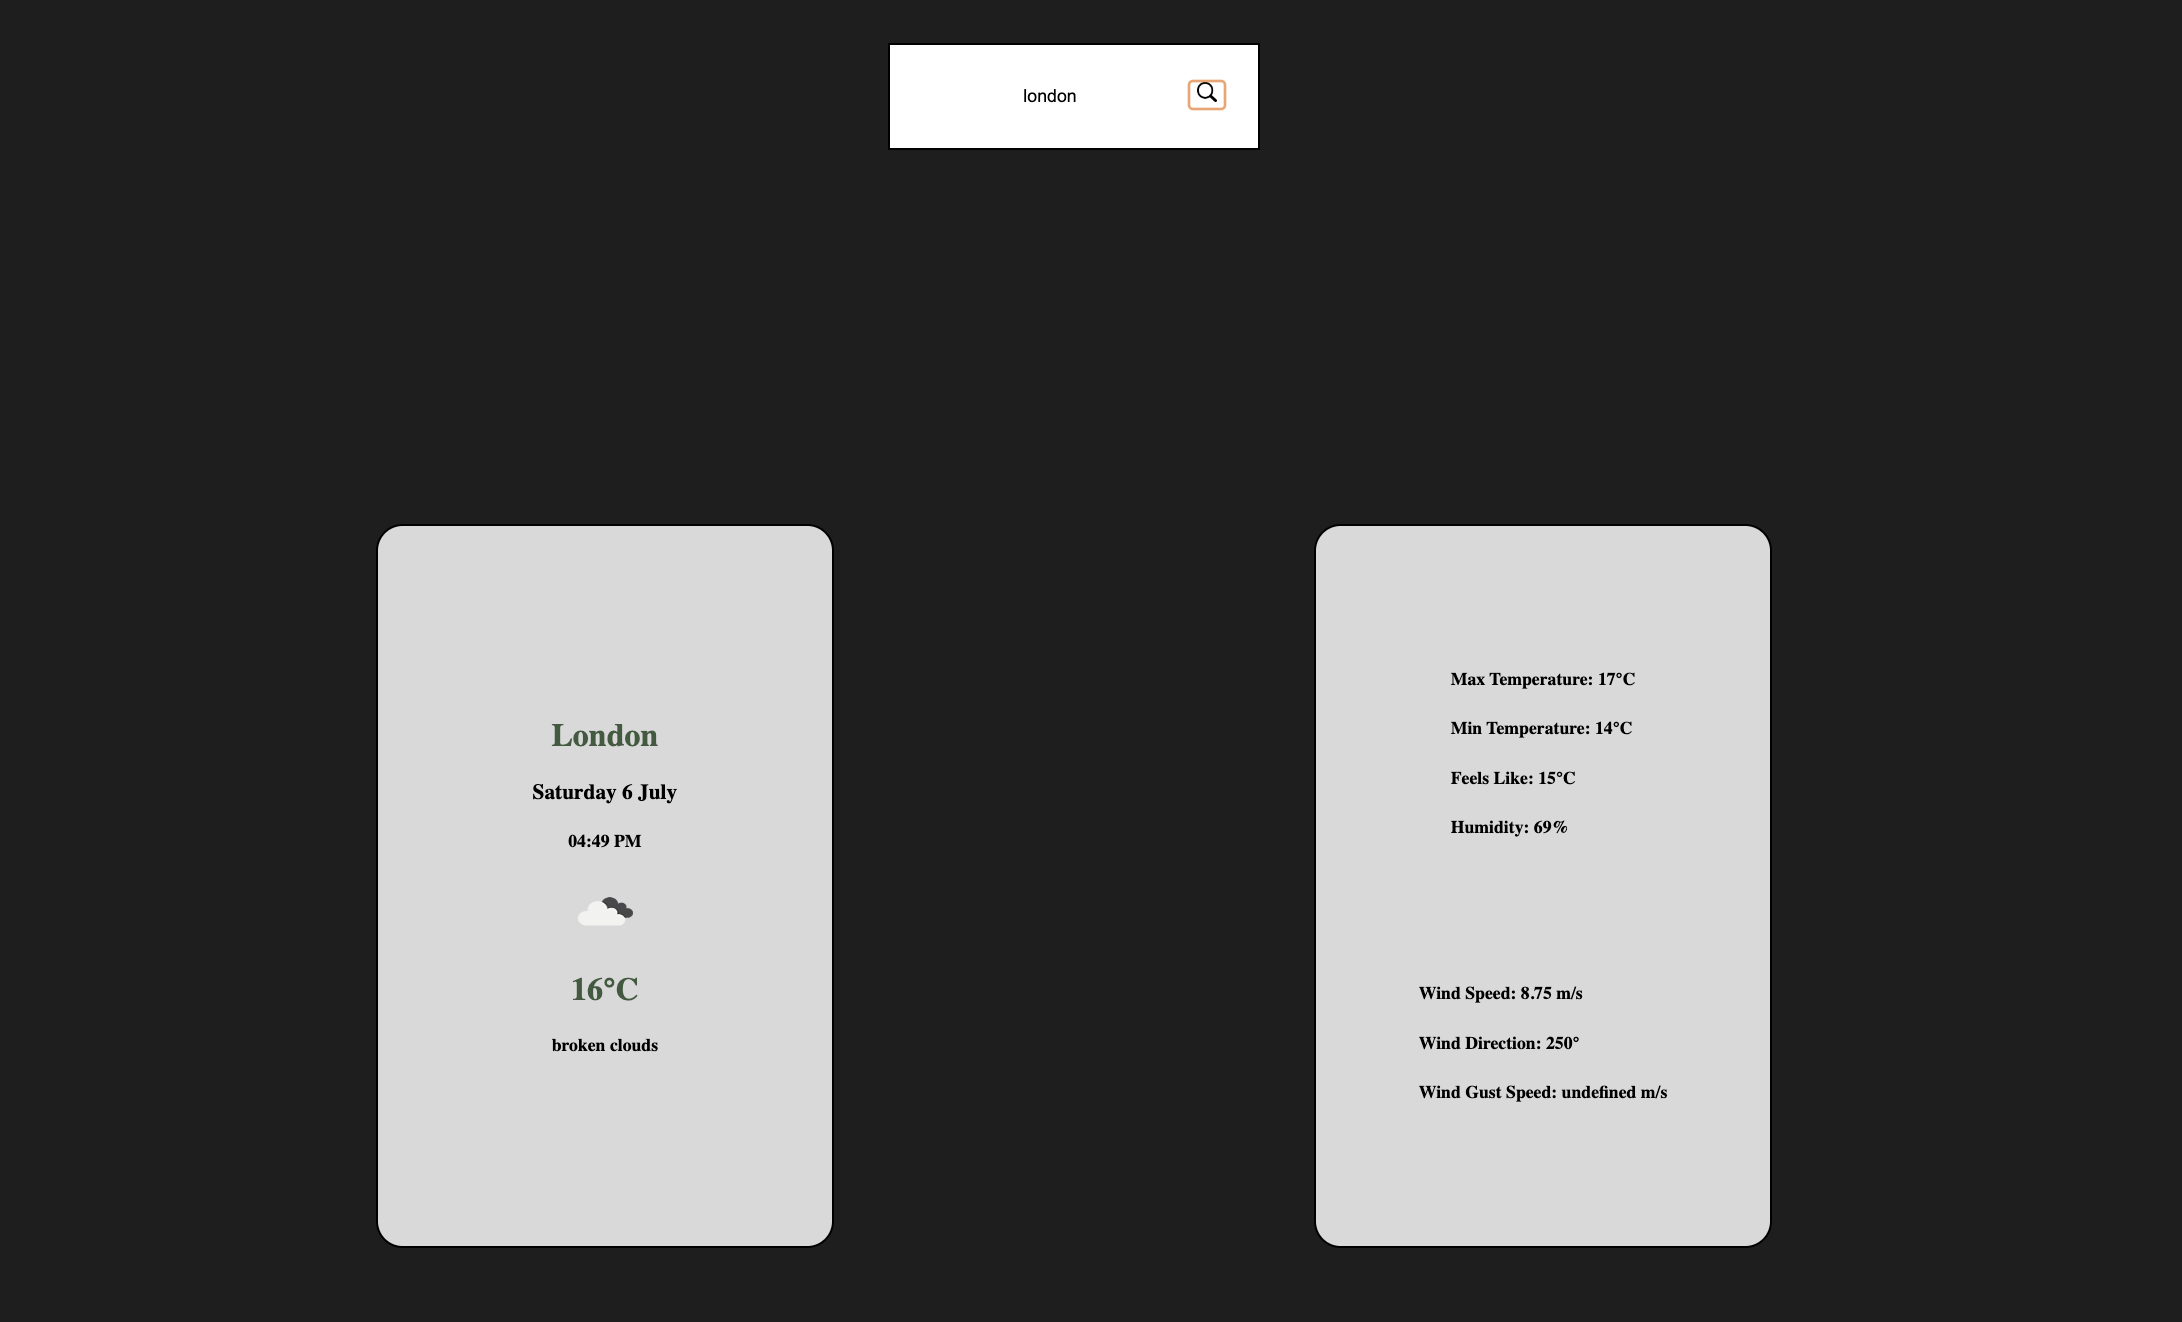 london
London
Saturday 6 July
04:49 PM
16°C
broken clouds
Max Temperature: 17°C
Min Temperature: 14°C
Feels Like: 15°C
Humidity: 69%
Wind Speed: 8.75 m/s
Wind Direction: 250°
Wind Gust Speed: undefined m/s